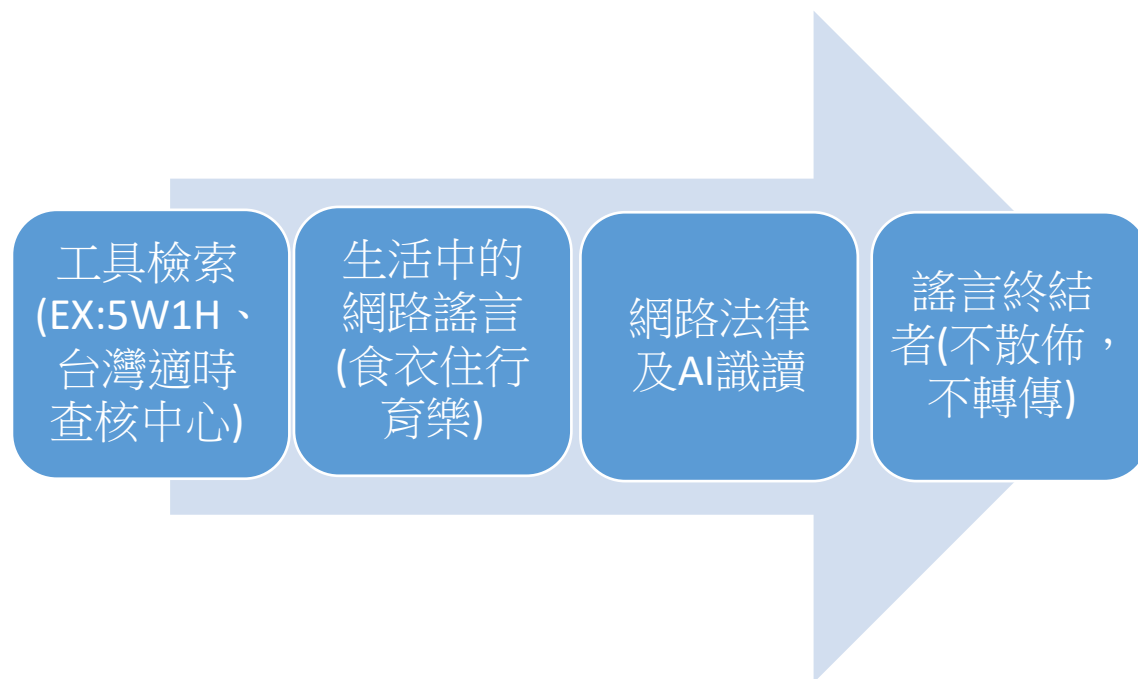 工具檢索
(EX:5W1H、
台灣適時
查核中心)
生活中的
網路謠言
(食衣住行
育樂)
網路法律
及AI識讀
謠言終結
者(不散佈，
不轉傳)